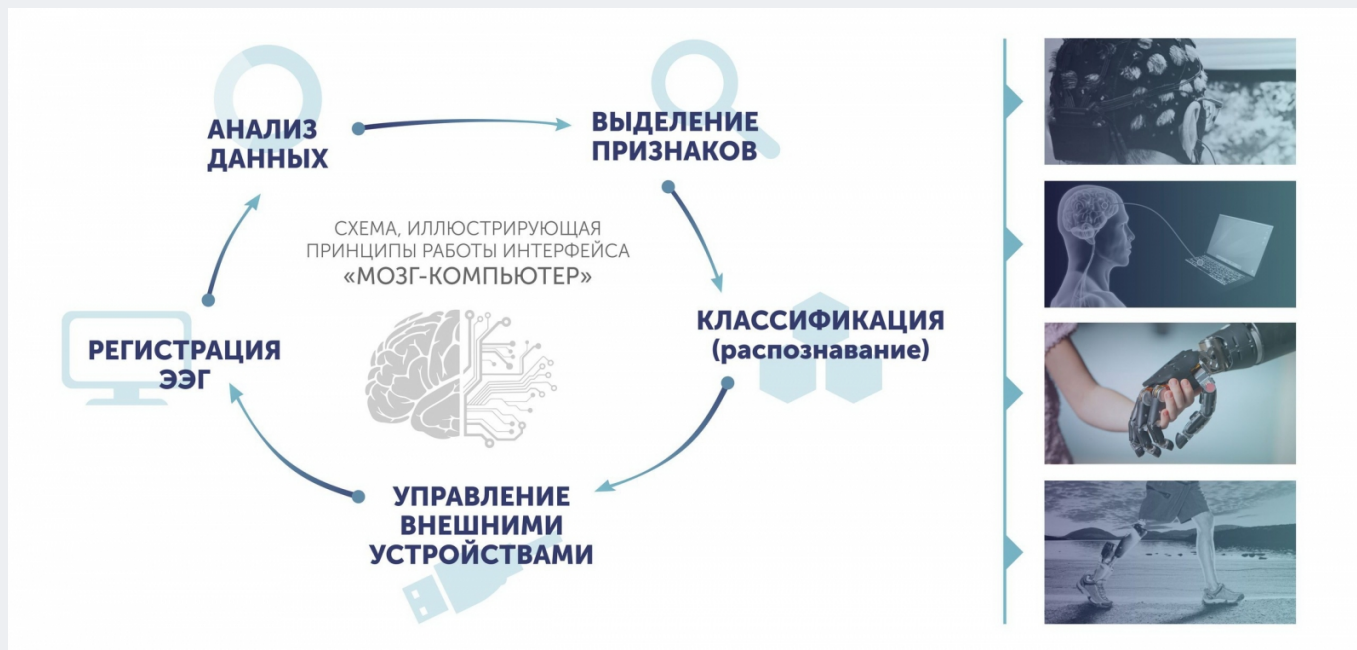 АНАЛИЗ
ДАННЫХ
ВЫДЕЛЕНИЕ
ПРИЗНАКОВ
СХЕМА, ИЛЛЮСТРИРУЮЩАЯ
ПРИНЦИПЫ РАБОТЫ ИНТЕРФЕЙСА
«МОЗГ-КОМПЬЮТЕР»
КЛАССИФИКАЦИЯ
(распознавание)
РЕГИСТРАЦИЯ
ЭЭГ
УПРАВЛЕНИЕ
ВНЕШНИМИ
УСТРОЙСТВАМИ